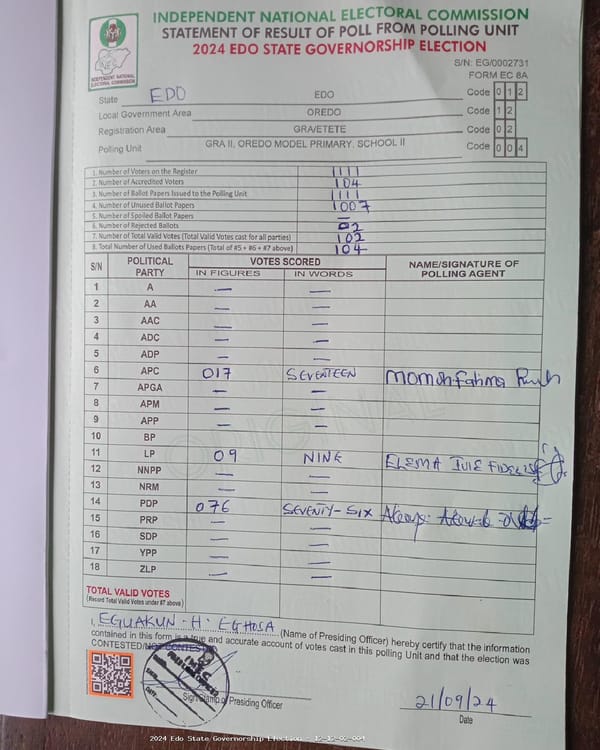 INDEPENDENT NATIONAL ELECTORAL COMMISSION
STATEMENT OF RESULT OF POLL FROM POLLING UNIT
2024 EDO STATE GOVERNORSHIP ELECTION
INDEPENDENT NATIONAL ELECTORAL COMMISSION
S/N: EG/0002731
FORM EC 8A
State EDO EDO Code 0 1 2
Local Government Area OREDO Code 1 2
Registration Area GRA/ETETE Code 0 2
Polling Unit GRA II, OREDO MODEL PRIMARY, SCHOOL II Code 0 0 4
1. Number of Voters on the Register 1111
2. Number of Accredited Voters 104
3. Number of Ballot Papers Issued to the Polling Unit 1111
4. Number of Unused Ballot Papers 1007
5. Number of Spoiled Ballot Papers —
6. Number of Rejected Ballots 02
7. Number of Total Valid Votes (Total Valid Votes cast for all parties) 102
8. Total Number of Used Ballots Papers (Total of #5 + #6 + #7 above) 104
S/N POLITICAL PARTY VOTES SCORED NAME/SIGNATURE OF POLLING AGENT
IN FIGURES IN WORDS
1 A — —
2 AA — —
3 AAC — —
4 ADC — —
5 ADP — —
6 APC 017 SEVENTEEN Momoh Fatima
7 APGA — —
8 APM — —
9 APP — —
10 BP
11 LP 09 NINE ELEMA
12 NNPP — —
13 NRM — —
14 PDP 076 SEVENTY-SIX
15 PRP — —
16 SDP — —
17 YPP — —
18 ZLP — —
ORIGINAL
TOTAL VALID VOTES
(Record Total Valid Votes under #7 above)
I, EGUAKUN . H . EGHOSA (Name of Presiding Officer) hereby certify that the information
contained in this form is a true and accurate account of votes cast in this polling Unit and that the election was
CONTESTED/NOT CONTESTED
INEC
PRESIDING OFFICER
DATE
Sign/Stamp of Presiding Officer
21/09/24
Date
2024 Edo State Governorship Election - 12-12-02-004